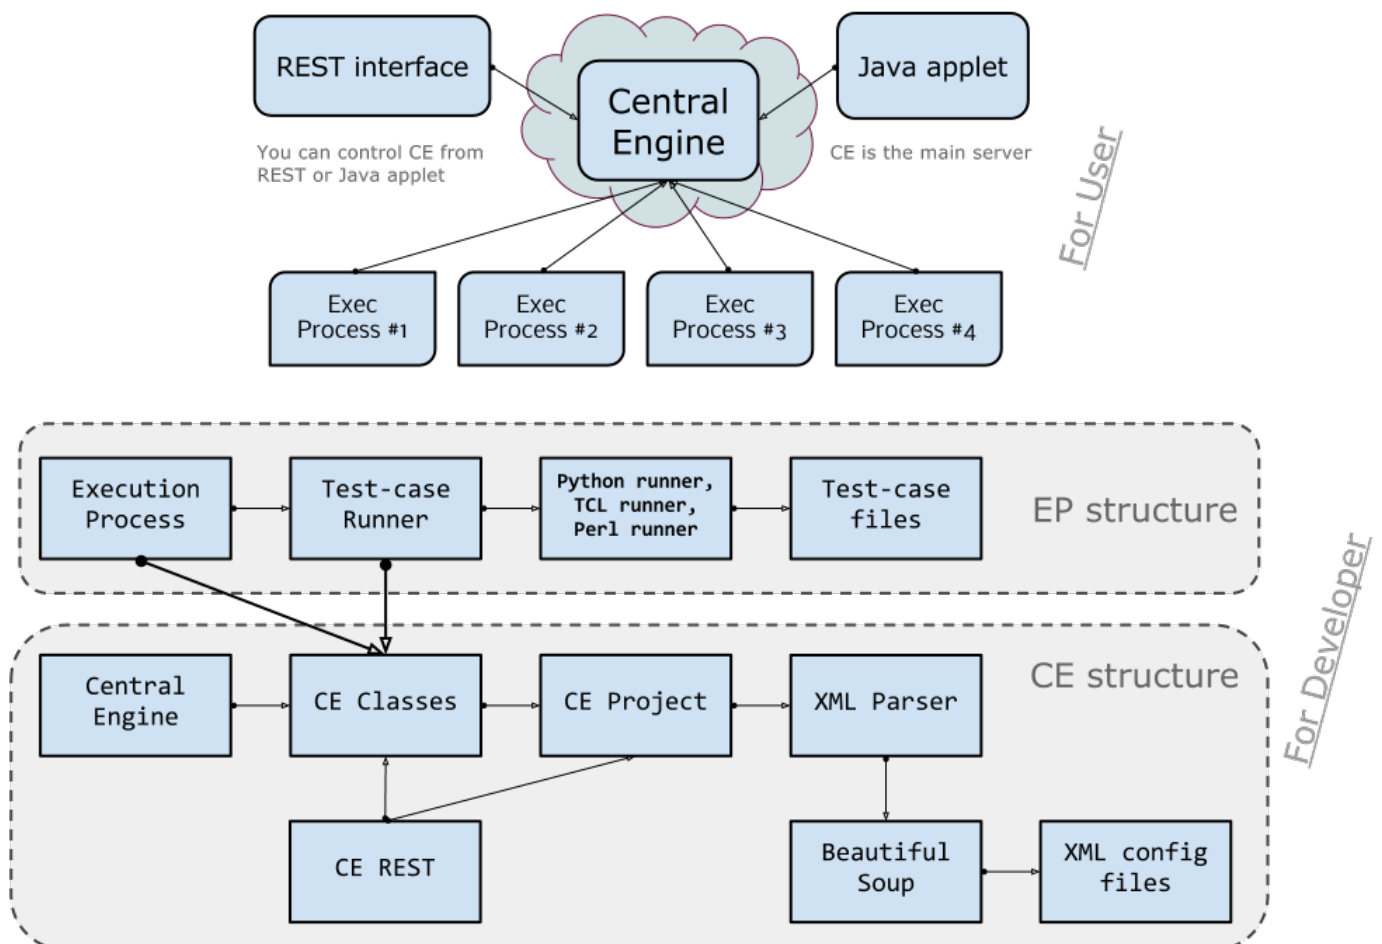 REST interface
Central
Engine
Java applet
You can control CE from
REST or Java applet
CE is the main server
For User
Exec
Process #1
Exec
Process #2
Exec
Process #3
Exec
Process #4
Execution
Process
Test-case
Runner
Python runner,
TCL runner,
Perl runner
Test-case
files
EP structure
For Developer
CE structure
Central
Engine
CE Classes
CE Project
XML Parser
CE REST
Beautiful
Soup
XML config
files